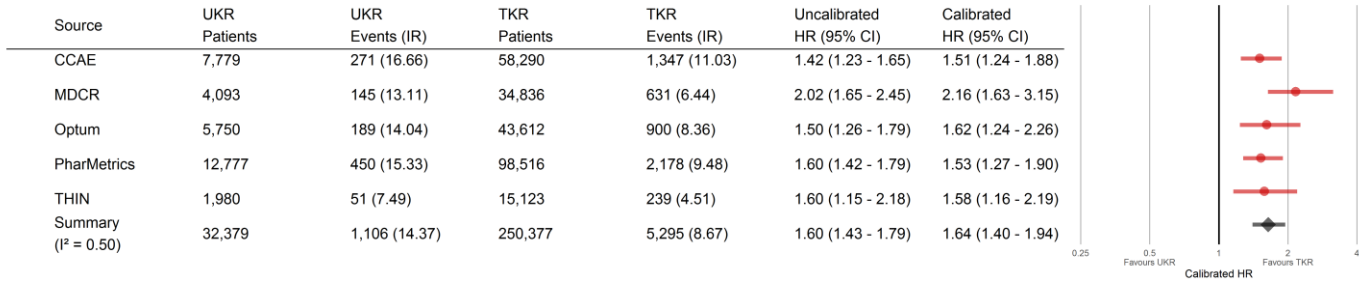 Source UKR Patients UKR Events (IR) TKR Patients TKR Events (IR) Uncalibrated HR (95% CI) Calibrated HR (95% CI)
CCAE 7,779 271 (16.66) 58,290 1,347 (11.03) 1.42 (1.23 - 1.65) 1.51 (1.24 - 1.88)
MDCR 4,093 145 (13.11) 34,836 631 (6.44) 2.02 (1.65 - 2.45) 2.16 (1.63 - 3.15)
Optum 5,750 189 (14.04) 43,612 900 (8.36) 1.50 (1.26 - 1.79) 1.62 (1.24 - 2.26)
PharMetrics 12,777 450 (15.33) 98,516 2,178 (9.48) 1.60 (1.42 - 1.79) 1.53 (1.27 - 1.90)
THIN 1,980 51 (7.49) 15,123 239 (4.51) 1.60 (1.15 - 2.18) 1.58 (1.16 - 2.19)
Summary (I² = 0.50) 32,379 1,106 (14.37) 250,377 5,295 (8.67) 1.60 (1.43 - 1.79) 1.64 (1.40 - 1.94)
0.25 0.5 1 2 4
Favours UKR Favours TKR
Calibrated HR